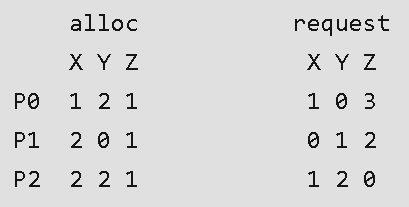 alloc request
X Y Z X Y Z
P0 1 2 1 1 0 3
P1 2 0 1 0 1 2
P2 2 2 1 1 2 0